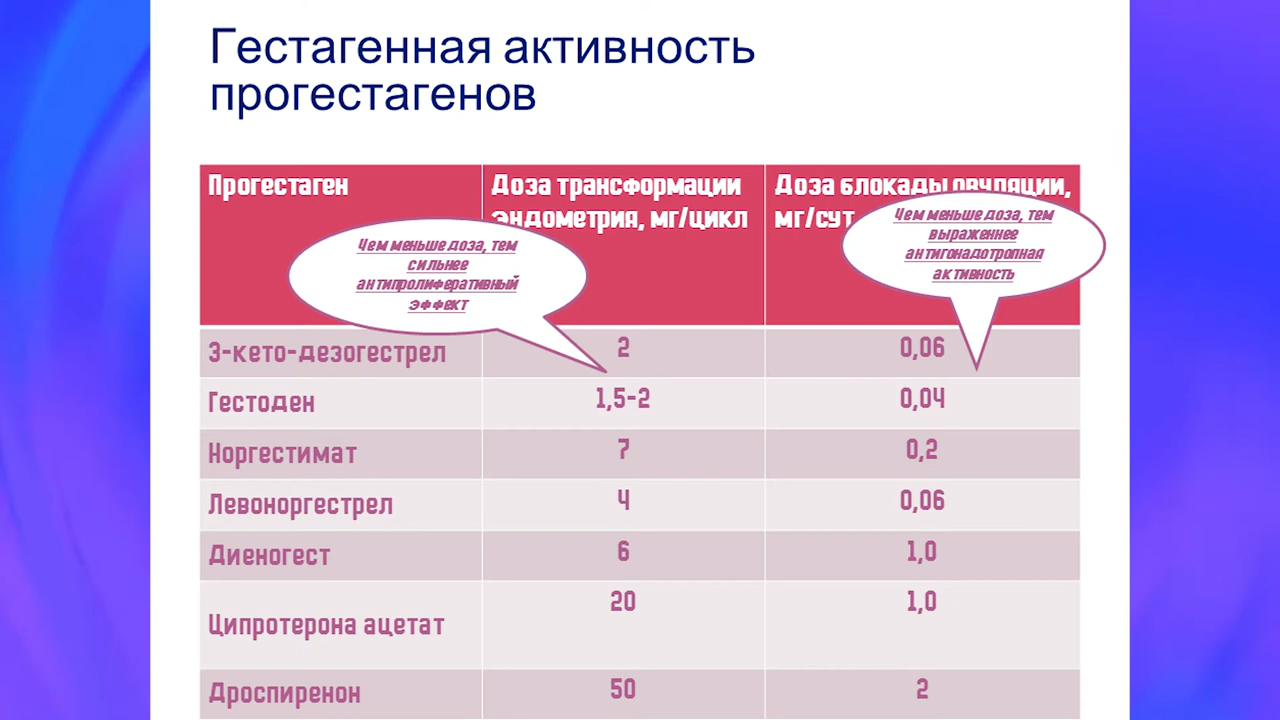 Гестагенная активность
прогестагенов
Прогестаген
Доза трансформации
эндометрия, мг/цикл
Доза блокады овуляции,
мг/сут
Чем меньше доза, тем
сильнее
антипролиферативный
эффект
Чем меньше доза, тем
выраженнее
антигонадотропная
активность
3-кето-дезогестрел 2 0,06
Гестоден 1,5-2 0,04
Норгестимат 7 0,2
Левоноргестрел 4 0,06
Диеногест 6 1,0
Ципротерона ацетат 20 1,0
Дроспиренон 50 2